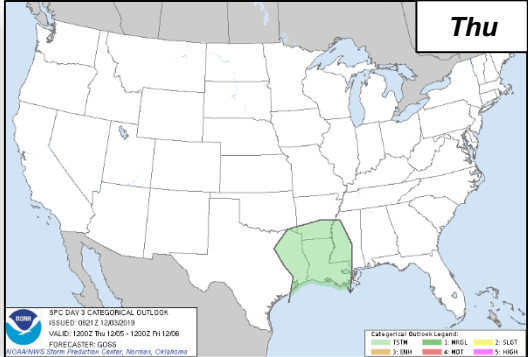 Thu
SPC DAY 3 CATEGORICAL OUTLOOK
ISSUED: 0821Z 12/03/2019
VALID: 1200Z Thu 12/05 - 1200Z Fri 12/06
FORECASTER: GOSS
NOAA/NWS Storm Prediction Center, Norman, Oklahoma
NOAA
Categorical Outlook Legend:
TSTM 1: MRGL 2: SLGT
3: ENH 4: MDT 5: HIGH